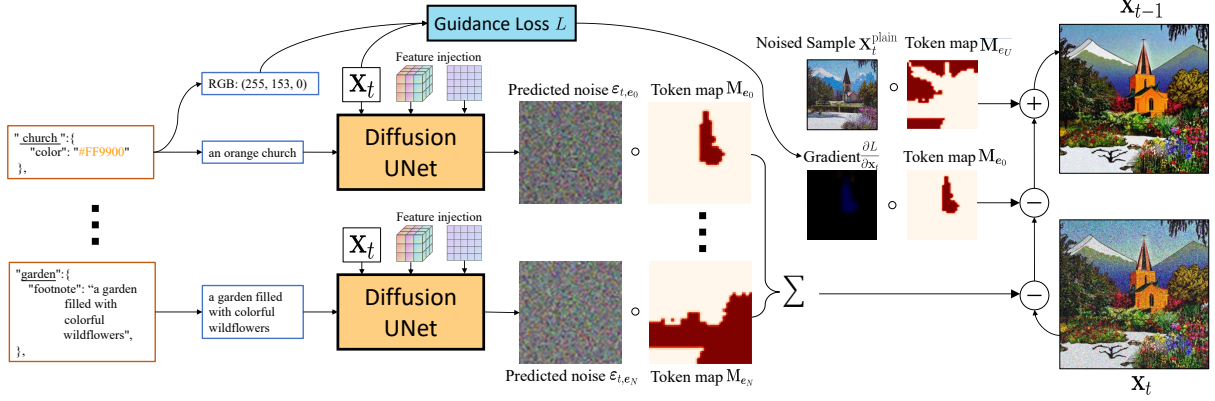 Guidance Loss L
X_{t-1}
Noised Sample X_t^{plain}
Token map M_{e_U}
RGB: (255, 153, 0)
X_t
Feature injection
Predicted noise ε_{t,e_0}
Token map M_{e_0}
+
"church":{
"color": "#FF9900"
},
an orange church
Diffusion
UNet
∘
∘
Gradient ∂L/∂x_t
Token map M_{e_0}
∘
−
Feature injection
X_t
"garden":{
"footnote": “a garden
filled with
colorful
wildflowers",
},
a garden filled
with colorful
wildflowers
Diffusion
UNet
∘
∑
−
Predicted noise ε_{t,e_N}
Token map M_{e_N}
X_t